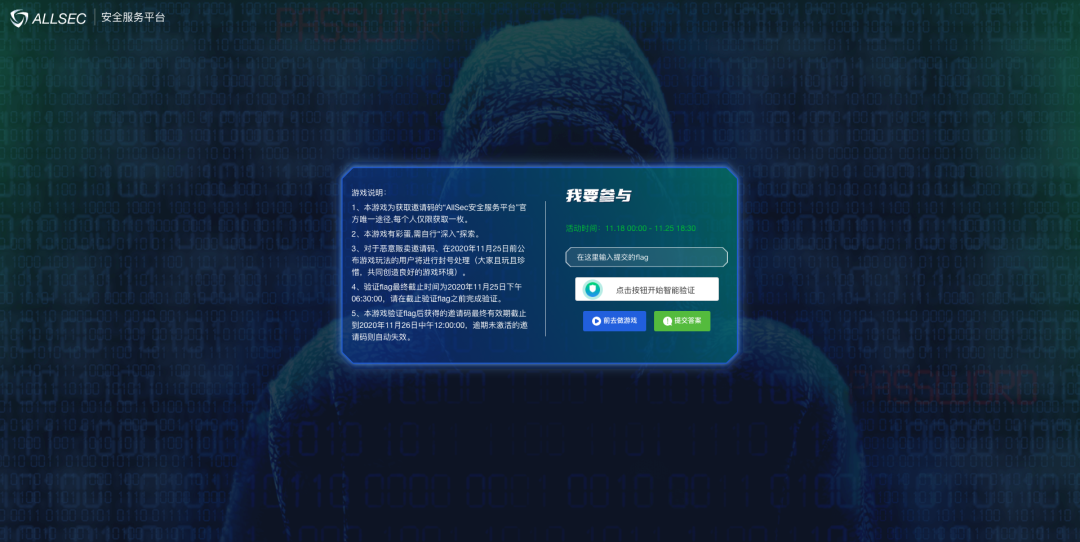 ALLSEC 安全服务平台
游戏说明：
1、本游戏为获取邀请码的“AllSec安全服务平台”官
方唯一途径,每个人仅限获取一枚。
2、本游戏有彩蛋,需自行“深入”探索。
3、对于恶意贩卖邀请码、在2020年11月25日前公
布游戏玩法的用户将进行封号处理（大家且玩且珍
惜，共同创造良好的游戏环境）。
4、验证flag最终截止时间为2020年11月25日下午
06:30:00，请在截止验证flag之前完成验证。
5、本游戏验证flag后获得的邀请码最终有效期截止
到2020年11月26日中午12:00:00，逾期未激活的邀
请码则自动失效。
我要参与
活动时间：11.18 00:00 - 11.25 18:30
在这里输入提交的flag
点击按钮开始智能验证
前去做游戏
提交答案